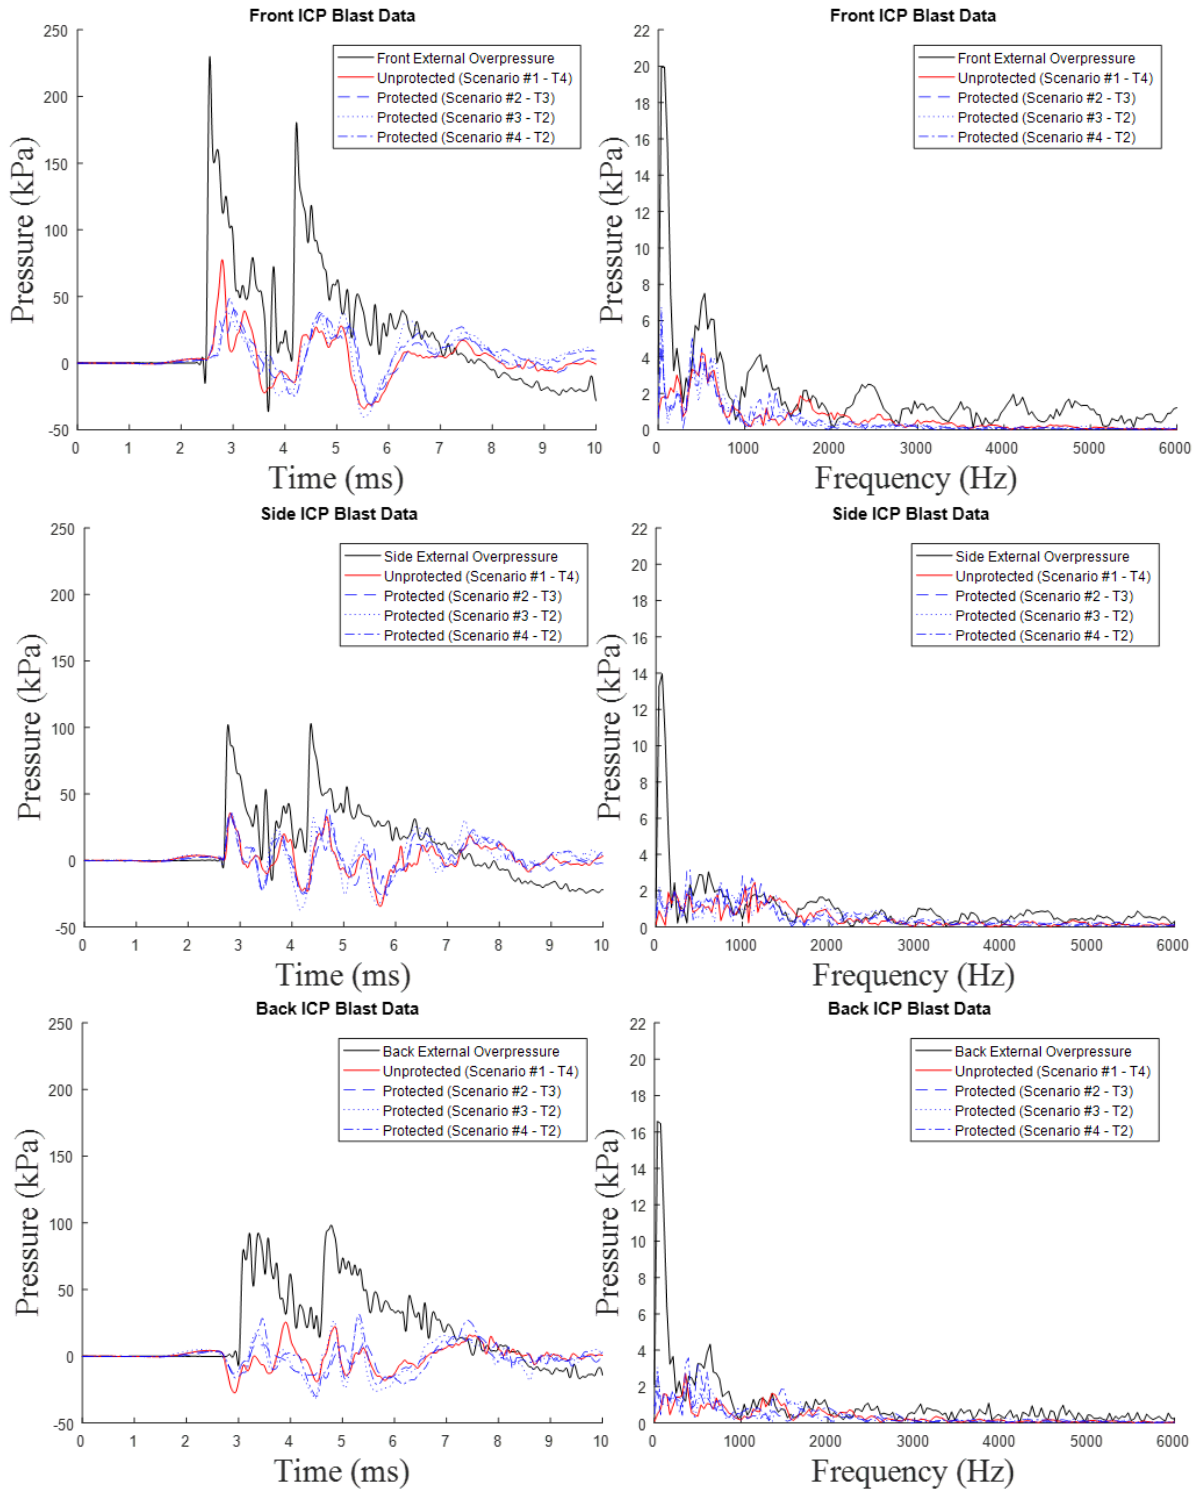 Front ICP Blast Data
250
200
150
100
50
0
-50
Pressure (kPa)
Front External Overpressure
Unprotected (Scenario #1 - T4)
Protected (Scenario #2 - T3)
Protected (Scenario #3 - T2)
Protected (Scenario #4 - T2)
0 1 2 3 4 5 6 7 8 9 10
Time (ms)
Front ICP Blast Data
22
20
18
16
14
12
10
8
6
4
2
0
Pressure (kPa)
Front External Overpressure
Unprotected (Scenario #1 - T4)
Protected (Scenario #2 - T3)
Protected (Scenario #3 - T2)
Protected (Scenario #4 - T2)
0 1000 2000 3000 4000 5000 6000
Frequency (Hz)
Side ICP Blast Data
250
200
150
100
50
0
-50
Pressure (kPa)
Side External Overpressure
Unprotected (Scenario #1 - T4)
Protected (Scenario #2 - T3)
Protected (Scenario #3 - T2)
Protected (Scenario #4 - T2)
0 1 2 3 4 5 6 7 8 9 10
Time (ms)
Side ICP Blast Data
22
20
18
16
14
12
10
8
6
4
2
0
Pressure (kPa)
Side External Overpressure
Unprotected (Scenario #1 - T4)
Protected (Scenario #2 - T3)
Protected (Scenario #3 - T2)
Protected (Scenario #4 - T2)
0 1000 2000 3000 4000 5000 6000
Frequency (Hz)
Back ICP Blast Data
250
200
150
100
50
0
-50
Pressure (kPa)
Back External Overpressure
Unprotected (Scenario #1 - T4)
Protected (Scenario #2 - T3)
Protected (Scenario #3 - T2)
Protected (Scenario #4 - T2)
0 1 2 3 4 5 6 7 8 9 10
Time (ms)
Back ICP Blast Data
22
20
18
16
14
12
10
8
6
4
2
0
Pressure (kPa)
Back External Overpressure
Unprotected (Scenario #1 - T4)
Protected (Scenario #2 - T3)
Protected (Scenario #3 - T2)
Protected (Scenario #4 - T2)
0 1000 2000 3000 4000 5000 6000
Frequency (Hz)